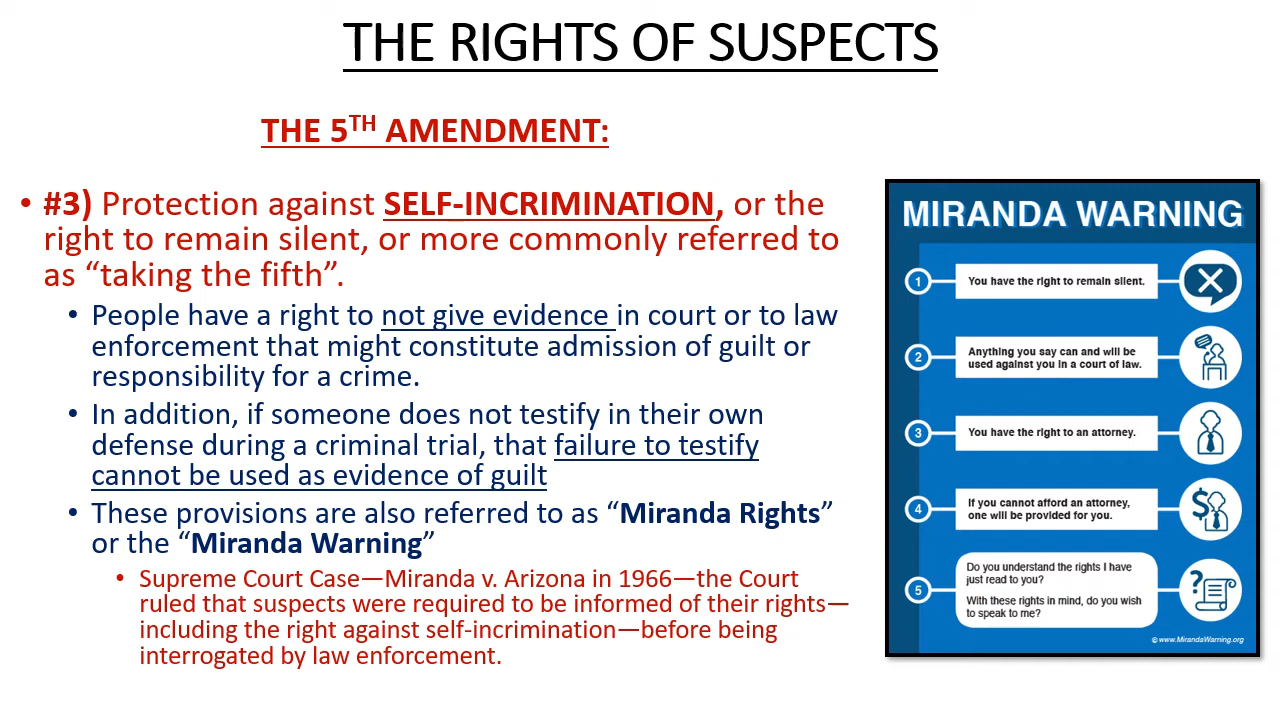 THE RIGHTS OF SUSPECTS
THE 5TH AMENDMENT:
• #3) Protection against SELF-INCRIMINATION, or the
right to remain silent, or more commonly referred to
as “taking the fifth”.
• People have a right to not give evidence in court or to law
enforcement that might constitute admission of guilt or
responsibility for a crime.
• In addition, if someone does not testify in their own
defense during a criminal trial, that failure to testify
cannot be used as evidence of guilt
• These provisions are also referred to as “Miranda Rights”
or the “Miranda Warning”
• Supreme Court Case—Miranda v. Arizona in 1966—the Court
ruled that suspects were required to be informed of their rights—
including the right against self-incrimination—before being
interrogated by law enforcement.
MIRANDA WARNING
1 You have the right to remain silent.
2 Anything you say can and will be
used against you in a court of law.
3 You have the right to an attorney.
4 If you cannot afford an attorney,
one will be provided for you.
5 Do you understand the rights I have
just read to you?
With these rights in mind, do you wish
to speak to me?
© www.MirandaWarning.org